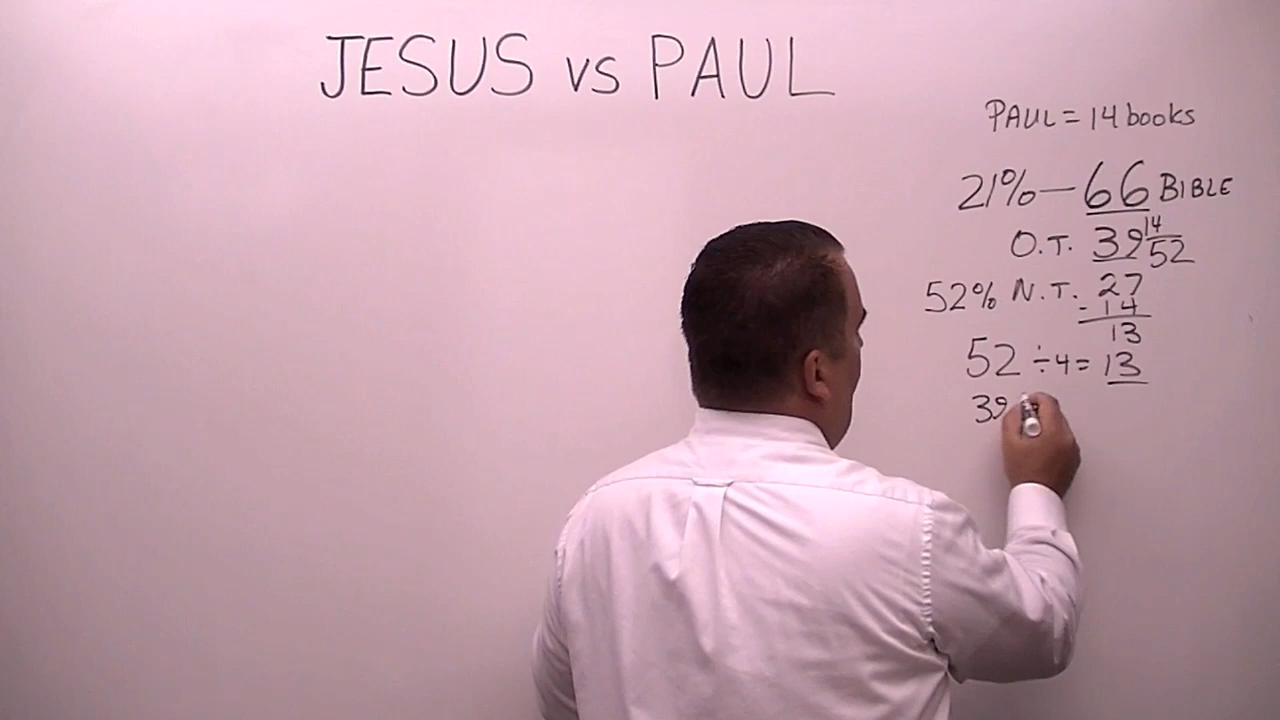 JESUS vs PAUL
PAUL = 14 books
21% — 66 BIBLE
O.T. 39 14
52
52% N.T. 27
- 14
13
52 ÷ 4 = 13
39